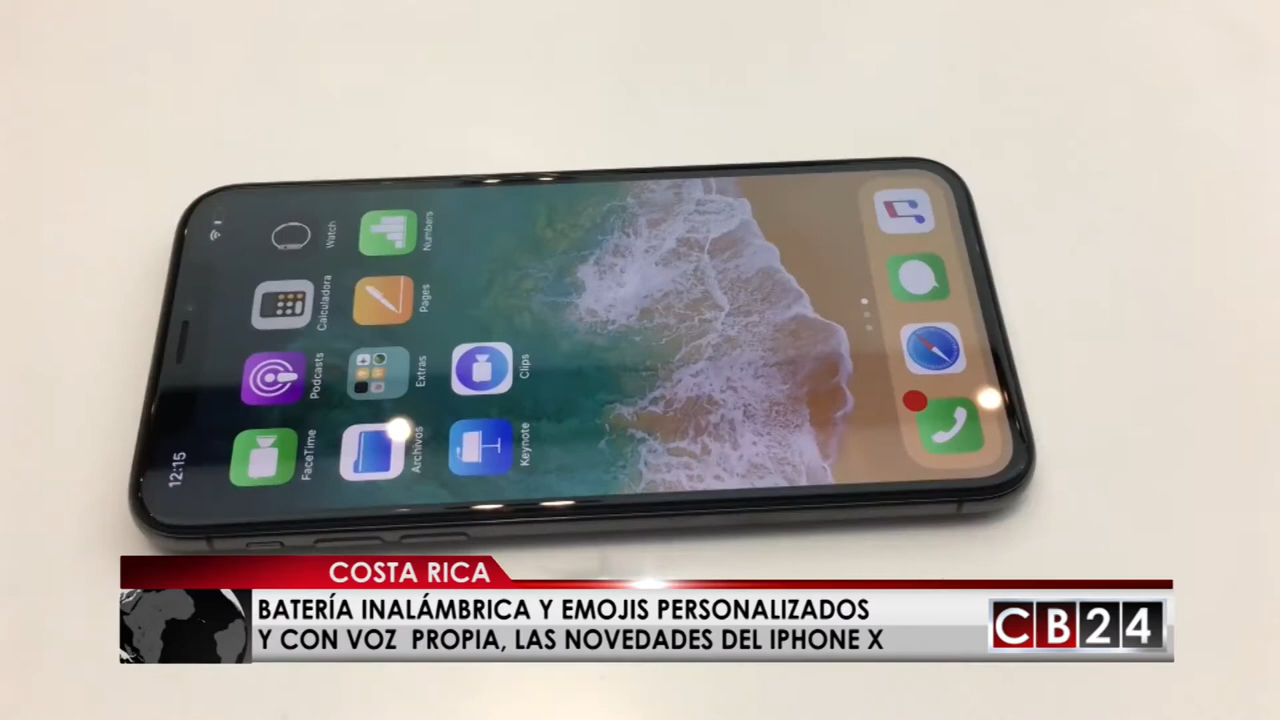 12:15
FaceTime
Podcasts
Calculadora
Watch
Archivos
Extras
Pages
Numbers
Keynote
Clips
COSTA RICA
BATERÍA INALÁMBRICA Y EMOJIS PERSONALIZADOS
Y CON VOZ PROPIA, LAS NOVEDADES DEL IPHONE X
CB24